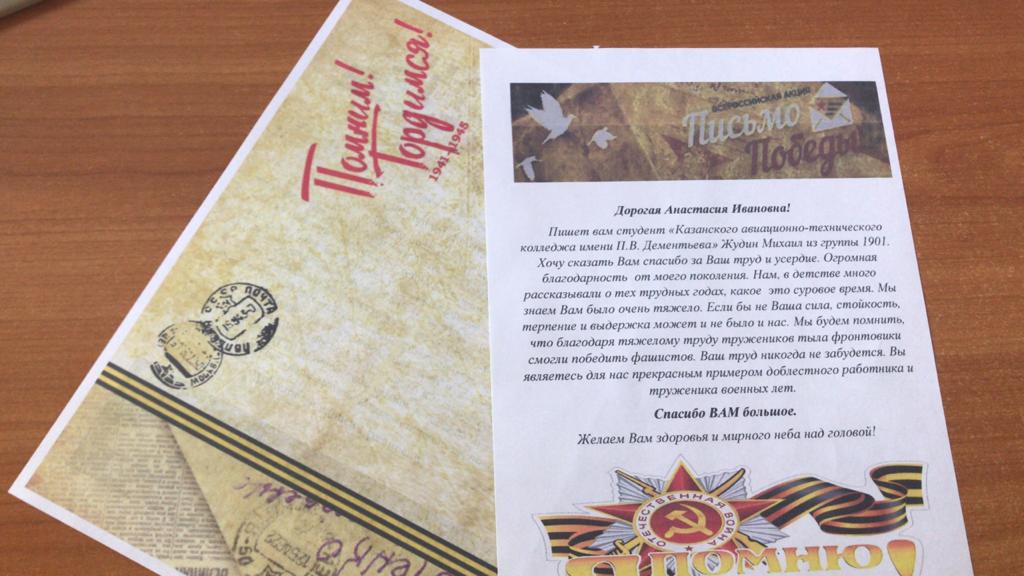 Помним!
Гордимся!
1941-1945
СССР ПОЧТА
ВСЕРОССИЙСКАЯ АКЦИЯ
Письмо
Победы
Дорогая Анастасия Ивановна!
Пишет вам студент «Казанского авиационно-технического
колледжа имени П.В. Дементьева» Жудин Михаил из группы 1901.
Хочу сказать Вам спасибо за Ваш труд и усердие. Огромная
благодарность от моего поколения. Нам, в детстве много
рассказывали о тех трудных годах, какое это суровое время. Мы
знаем Вам было очень тяжело. Если бы не Ваша сила, стойкость,
терпение и выдержка может и не было и нас. Мы будем помнить,
что благодаря тяжелому труду тружеников тыла фронтовики
смогли победить фашистов. Ваш труд никогда не забудется. Вы
являетесь для нас прекрасным примером доблестного работника и
труженика военных лет.
Спасибо ВАМ большое.
Желаем Вам здоровья и мирного неба над головой!
ОТЕЧЕСТВЕННАЯ ВОЙНА
Я ПОМНЮ!